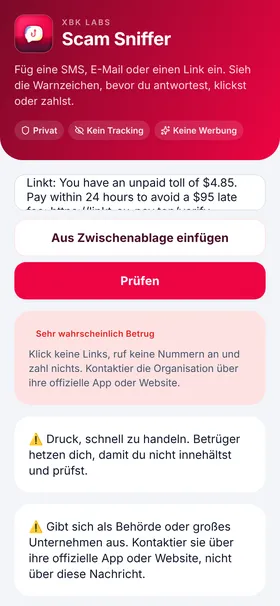 XBK LABS
Scam Sniffer
Füg eine SMS, E-Mail oder einen Link ein. Sieh
die Warnzeichen, bevor du antwortest, klickst
oder zahlst.
Privat
Kein Tracking
Keine Werbung
Linkt: You have an unpaid toll of $4.85.
Pay within 24 hours to avoid a $95 late
Aus Zwischenablage einfügen
Prüfen
Sehr wahrscheinlich Betrug
Klick keine Links, ruf keine Nummern an und
zahl nichts. Kontaktier die Organisation über
ihre offizielle App oder Website.
⚠️ Druck, schnell zu handeln. Betrüger
hetzen dich, damit du nicht innehältst
und prüfst.
⚠️ Gibt sich als Behörde oder großes
Unternehmen aus. Kontaktier sie über
ihre offizielle App oder Website, nicht
über diese Nachricht.